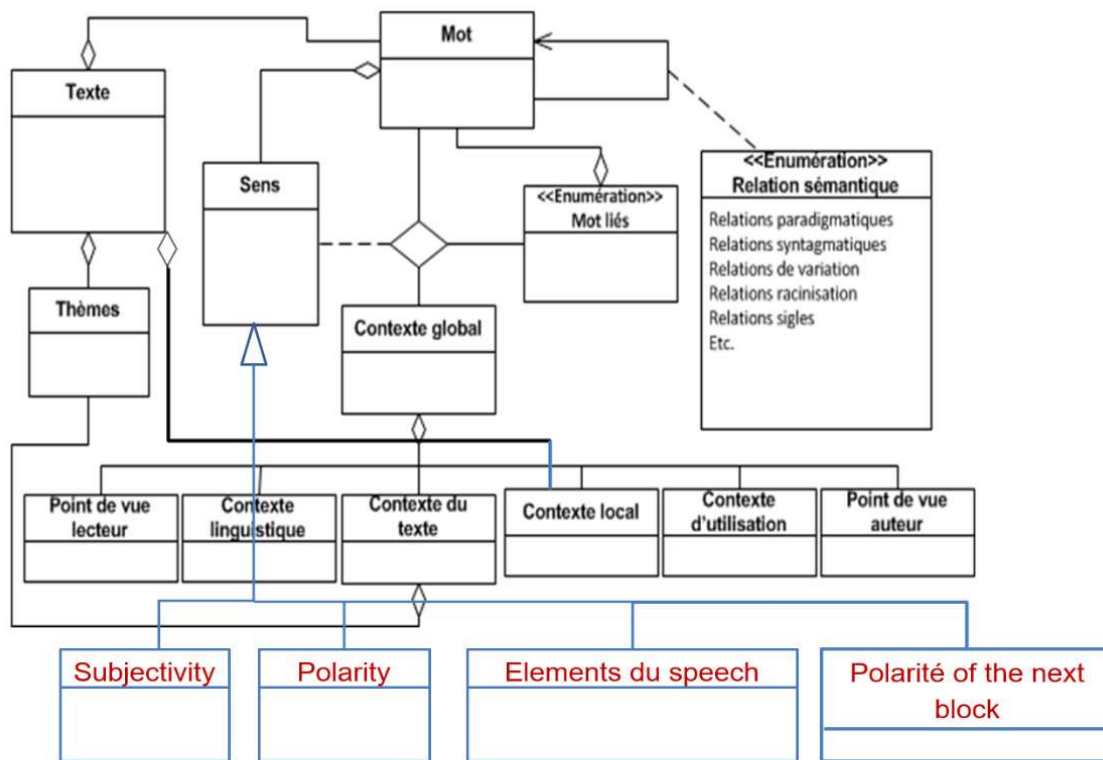 Mot
Texte
Sens
<<Enumération>>
Mot liés
<<Enumération>>
Relation sémantique
Relations paradigmatiques
Relations syntagmatiques
Relations de variation
Relations racinisation
Relations sigles
Etc.
Thèmes
Contexte global
Point de vue
lecteur
Contexte
linguistique
Contexte du
texte
Contexte local
Contexte
d'utilisation
Point de vue
auteur
Subjectivity
Polarity
Elements du speech
Polarité of the next
block